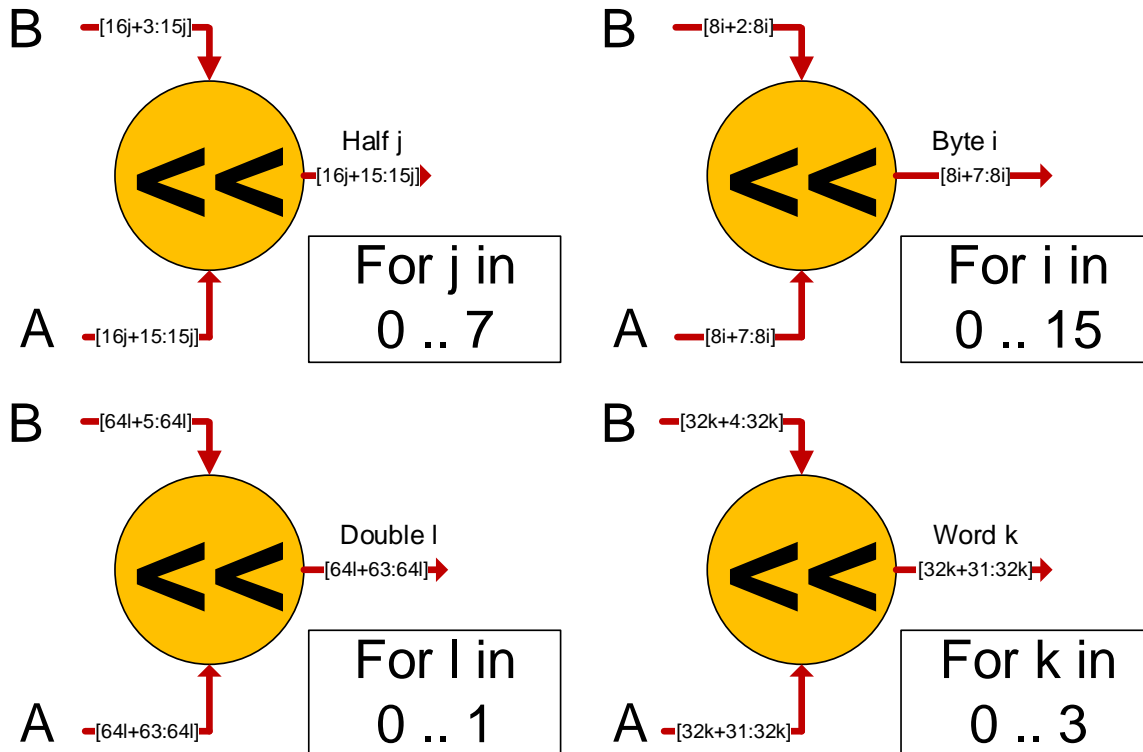 B
[16j+3:15j]
<<
Half j
[16j+15:15j]
A
[16j+15:15j]
For j in
0 .. 7
B
[8i+2:8i]
<<
Byte i
[8i+7:8i]
A
[8i+7:8i]
For i in
0 .. 15
B
[64l+5:64l]
<<
Double l
[64l+63:64l]
A
[64l+63:64l]
For l in
0 .. 1
B
[32k+4:32k]
<<
Word k
[32k+31:32k]
A
[32k+31:32k]
For k in
0 .. 3